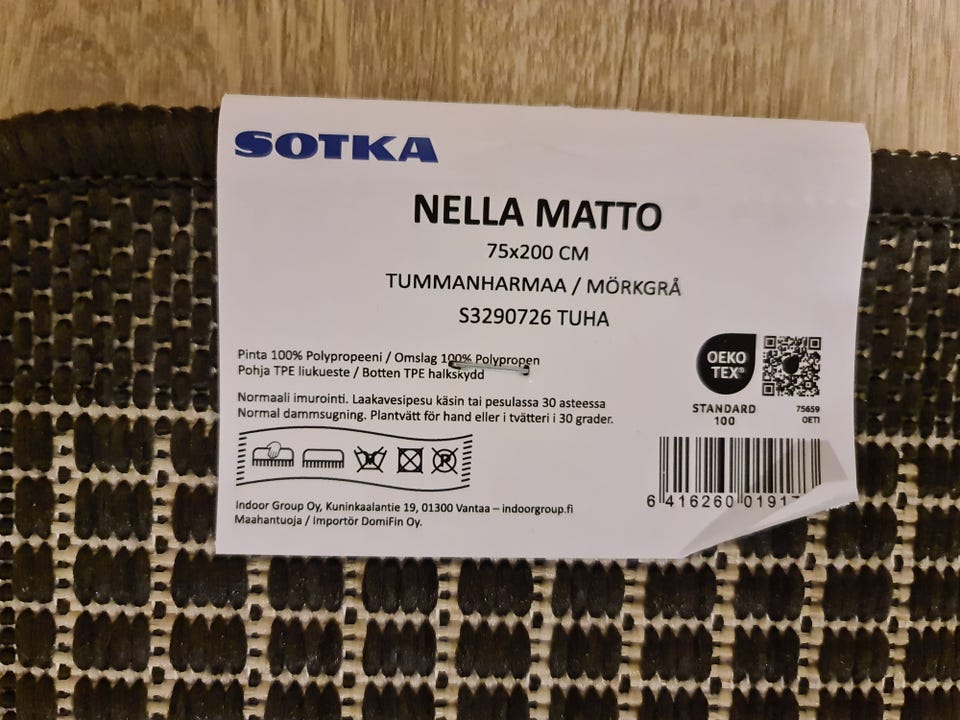 SOTKA
NELLA MATTO
75x200 CM
TUMMANHARMAA / MÖRKGRÅ
S3290726 TUHA
Pinta 100% Polypropeeni / Omslag 100% Polypropen
Pohja TPE liukueste / Botten TPE halkskydd
OEKO
TEX®
STANDARD
100
75659
OETI
Normaali imurointi. Laakavesipesu käsin tai pesulassa 30 asteessa
Normal dammsugning. Plantvätt för hand eller i tvätteri i 30 grader.
Indoor Group Oy, Kuninkaalantie 19, 01300 Vantaa – indoorgroup.fi
Maahantuoja / Importör DomiFin Oy.
6 416260 0191